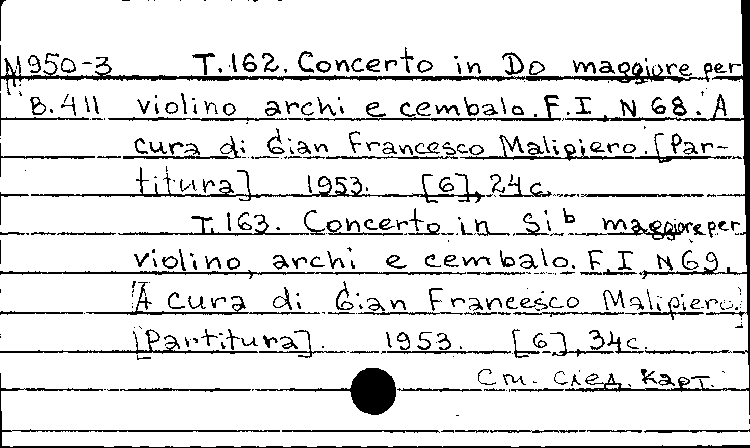 М950-3 Т.162. Concerto in Do maggiore per
В.411 violino, archi e cembalo. F.I, N 68. A
cura di Gian Francesco Malipiero. [Par-
titura] 1953. [6], 24 с.
Т.163. Concerto in Si b maggiore per
violino, archi e cembalo. F.I, N 69.
[A cura di Gian Francesco Malipiero.]
[Partitura]. 1953. [6], 34 с.
См. след. карт.